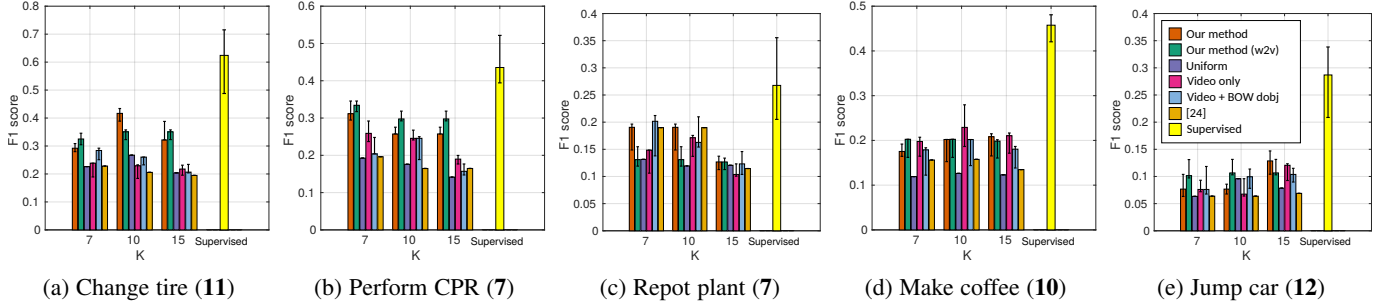 0.8
0.7
0.6
0.5
0.4
0.3
0.2
0.1
0
F1 score
7 10 15 Supervised
K
(a) Change tire (11)
0.7
0.6
0.5
0.4
0.3
0.2
0.1
0
F1 score
7 10 15 Supervised
K
(b) Perform CPR (7)
0.4
0.35
0.3
0.25
0.2
0.15
0.1
0.05
0
F1 score
7 10 15 Supervised
K
(c) Repot plant (7)
0.5
0.4
0.3
0.2
0.1
0
F1 score
7 10 15 Supervised
K
(d) Make coffee (10)
0.4
0.35
0.3
0.25
0.2
0.15
0.1
0.05
0
F1 score
Our method
Our method (w2v)
Uniform
Video only
Video + BOW dobj
[24]
Supervised
7 10 15 Supervised
K
(e) Jump car (12)